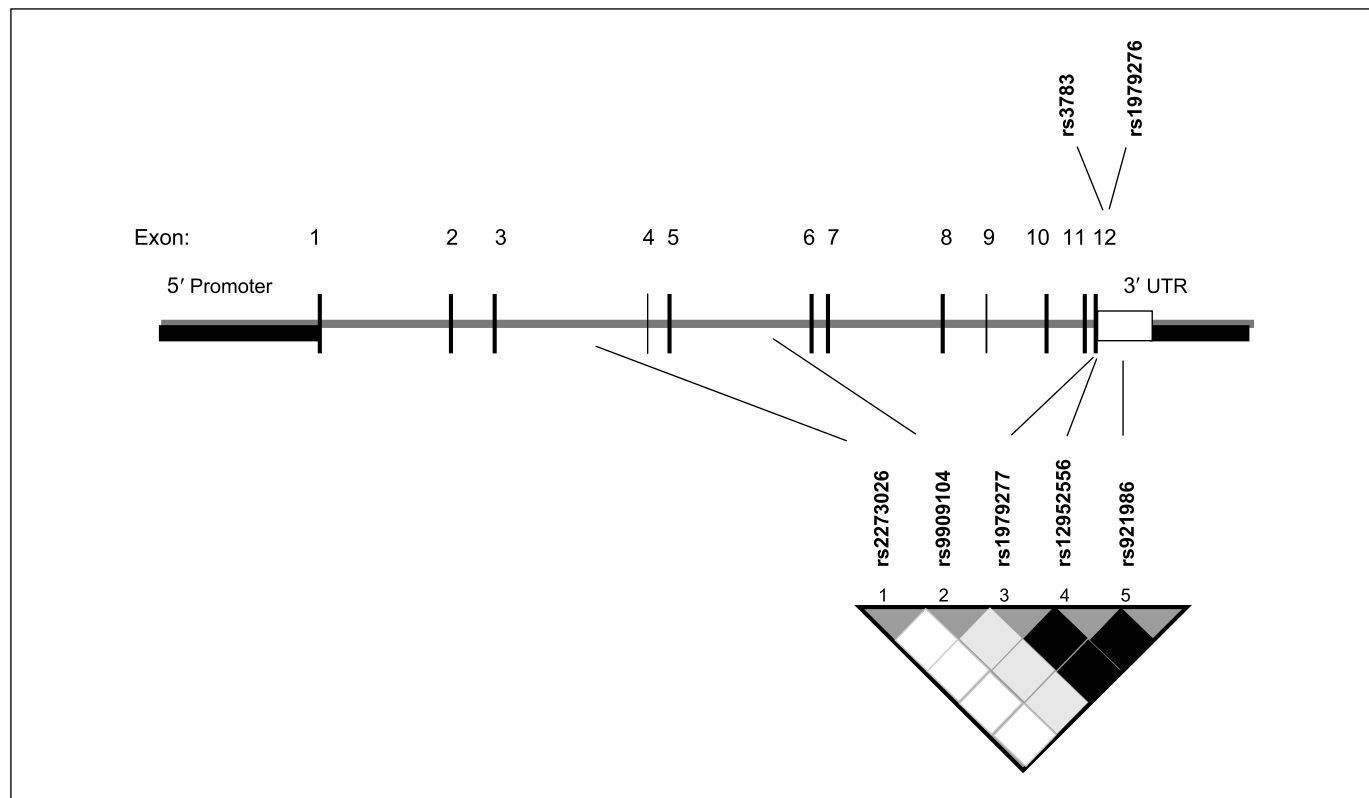 rs3783
rs1979276
Exon: 1 2 3 4 5 6 7 8 9 10 11 12
5′ Promoter
3′ UTR
rs2273026
rs9909104
rs1979277
rs12952556
rs921986
1 2 3 4 5